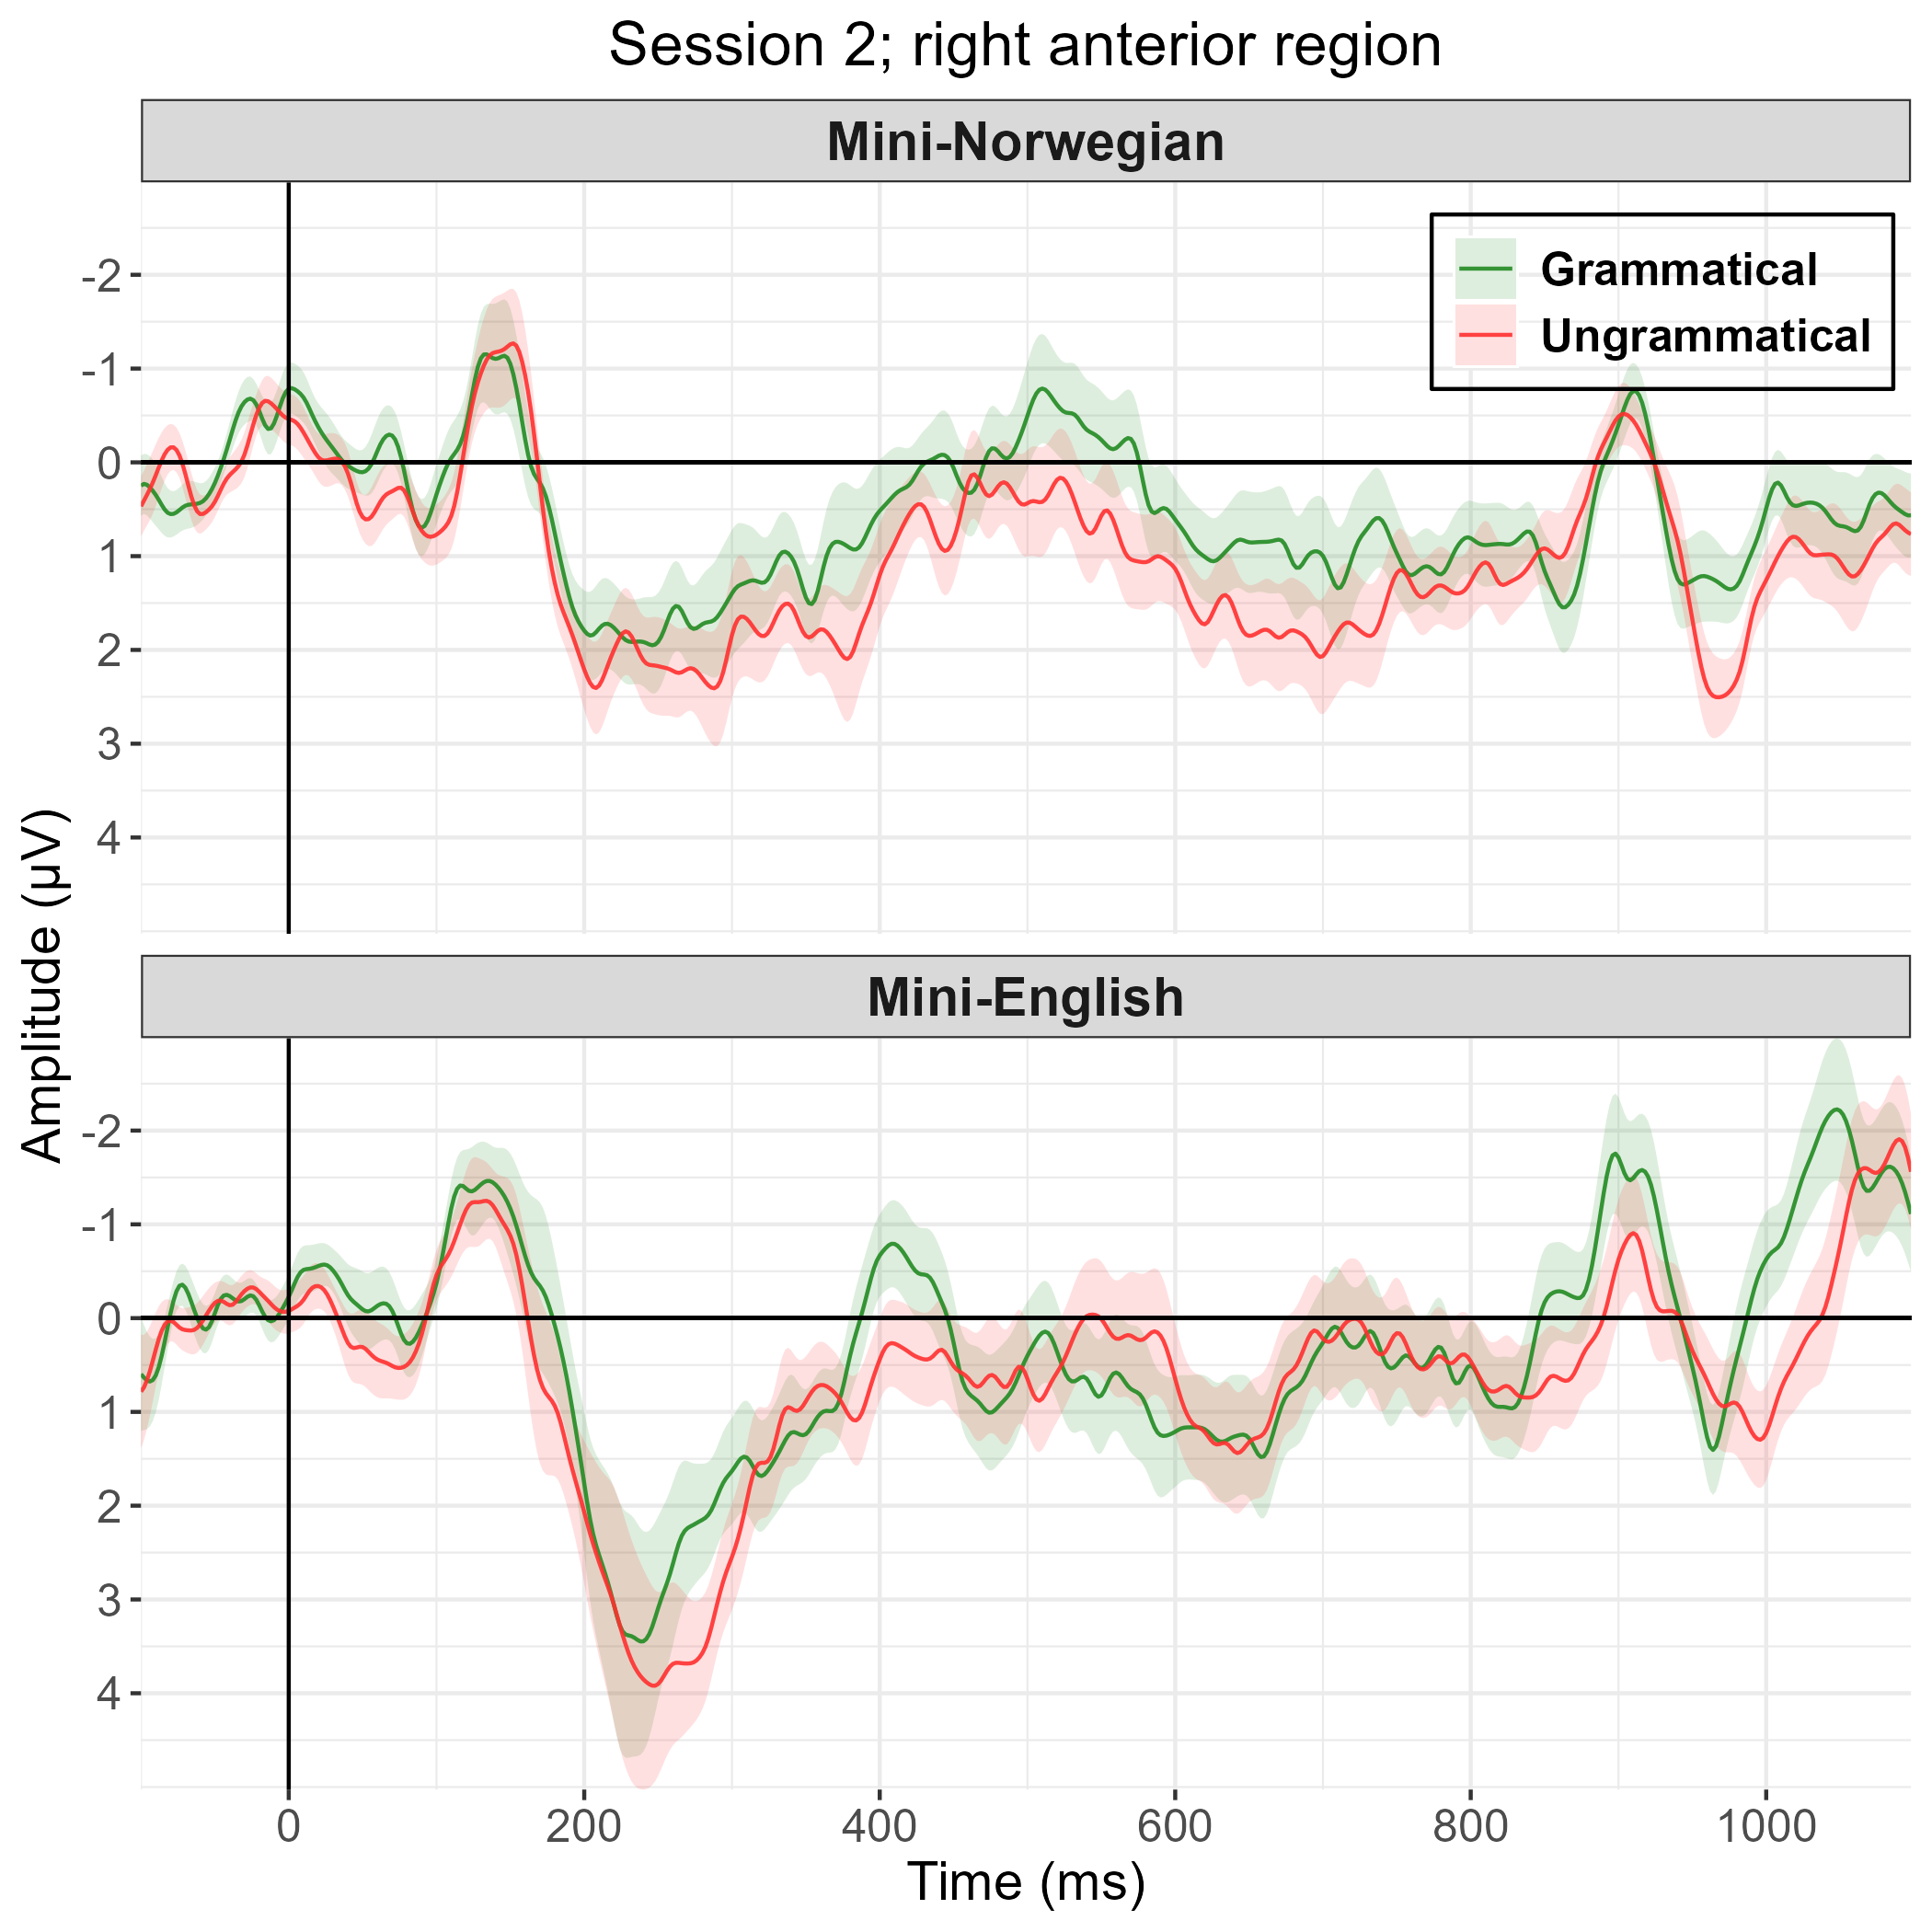 Session 2; right anterior region
Mini-Norwegian
Grammatical
Ungrammatical
-2
-1
0
1
2
3
4
Amplitude (µV)
Mini-English
-2
-1
0
1
2
3
4
0 200 400 600 800 1000
Time (ms)